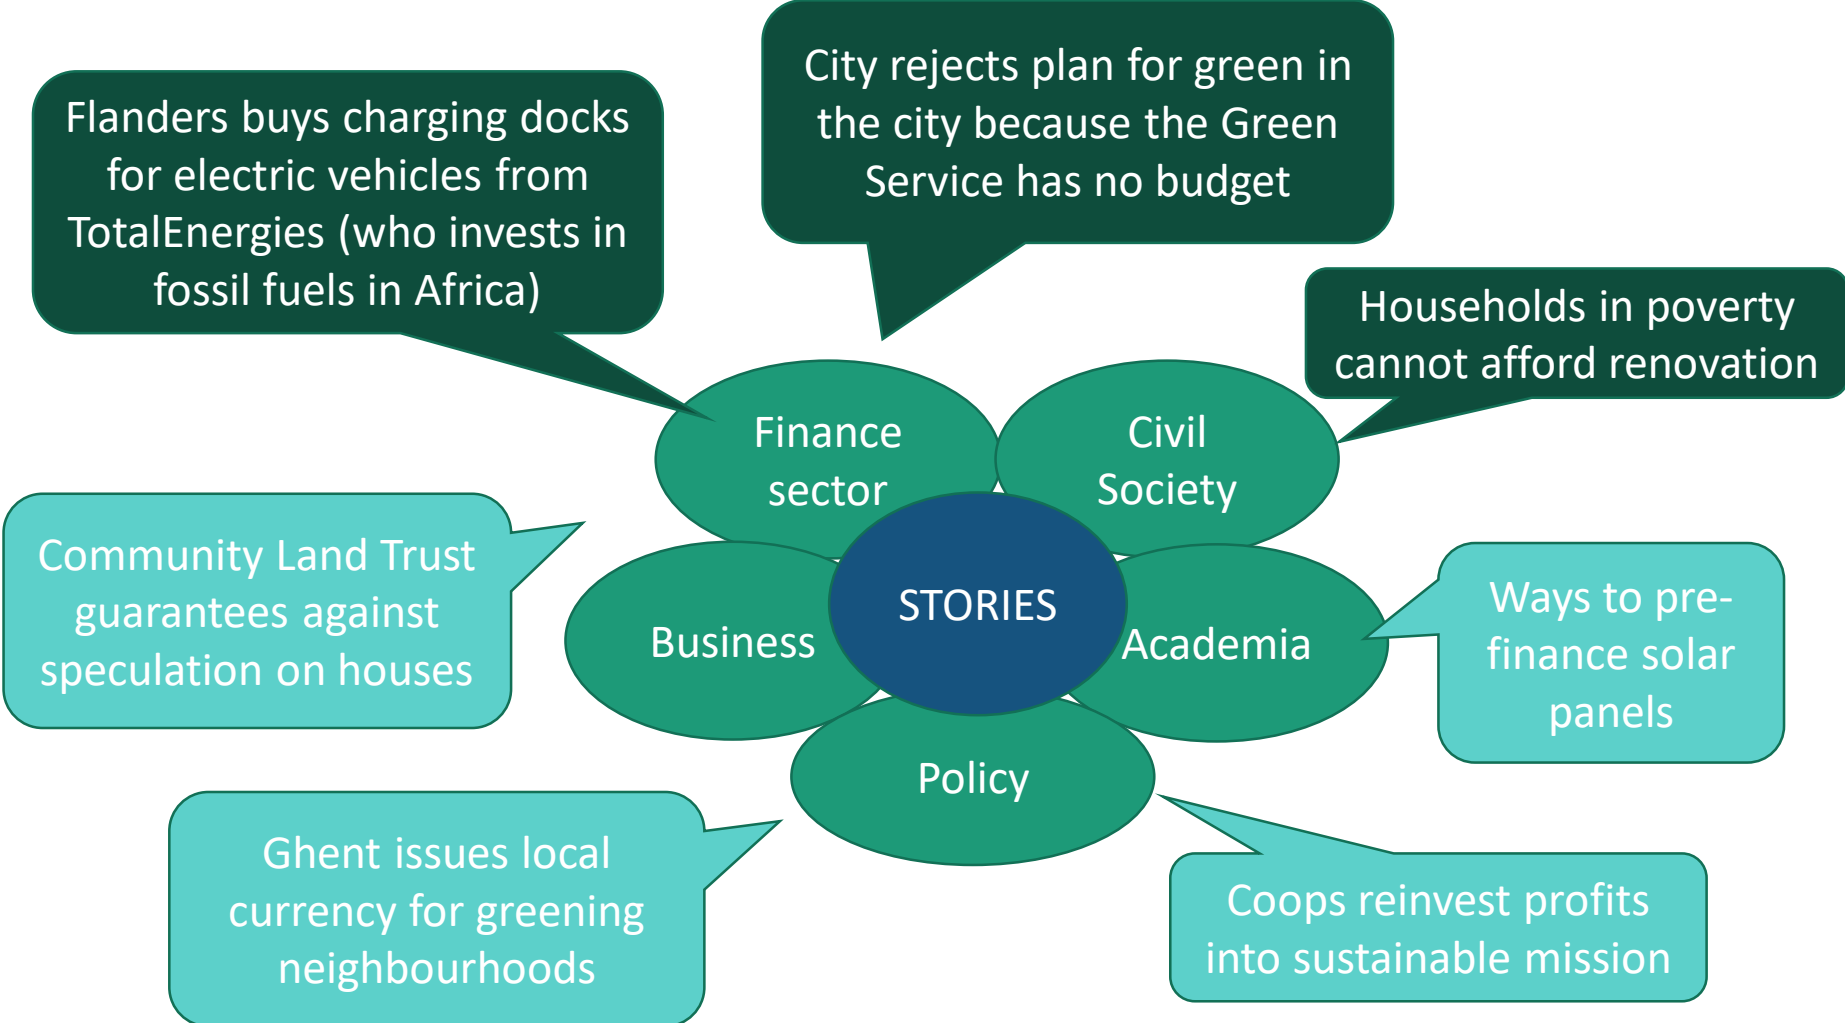 City rejects plan for green in
the city because the Green
Service has no budget
Flanders buys charging docks
for electric vehicles from
TotalEnergies (who invests in
fossil fuels in Africa)
Households in poverty
cannot afford renovation
Finance
sector
Civil
Society
Community Land Trust
guarantees against
speculation on houses
Business
STORIES
Academia
Ways to pre-
finance solar
panels
Policy
Ghent issues local
currency for greening
neighbourhoods
Coops reinvest profits
into sustainable mission